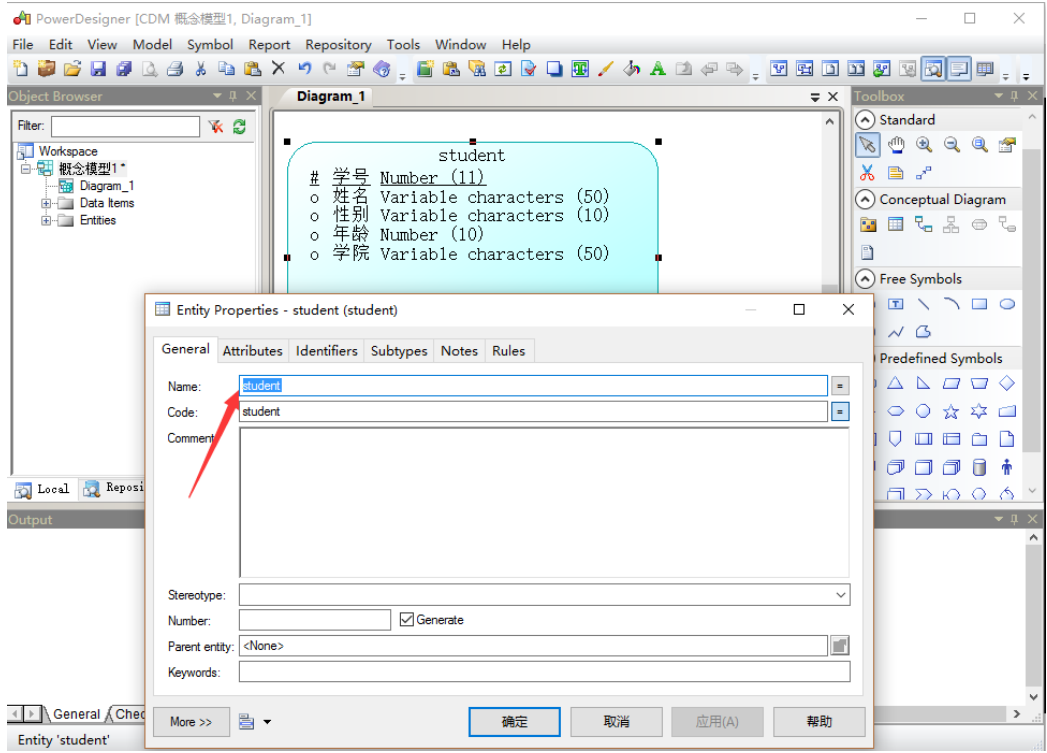 PowerDesigner [CDM 概念模型1, Diagram_1]
File Edit View Model Symbol Report Repository Tools Window Help
Object Browser
Diagram_1
Toolbox
Filter:
Workspace
概念模型1 *
Diagram_1
Data Items
Entities
student
# 学号 Number (11)
o 姓名 Variable characters (50)
o 性别 Variable characters (10)
o 年龄 Number (10)
o 学院 Variable characters (50)
Standard
Conceptual Diagram
Free Symbols
Predefined Symbols
Entity Properties - student (student)
General Attributes Identifiers Subtypes Notes Rules
Name: student =
Code: student =
Comment
Stereotype:
Number: Generate
Parent entity: <None>
Keywords:
More >> 确定 取消 应用(A) 帮助
Local Reposi
Output
General Chec
Entity 'student'